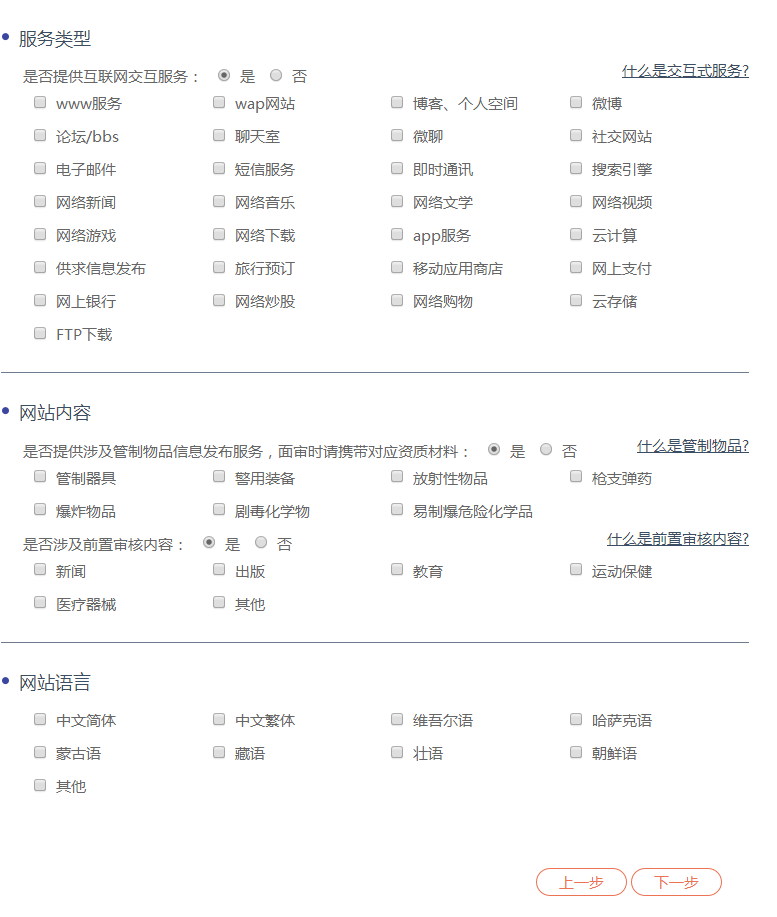 服务类型
是否提供互联网交互服务： 是 否 什么是交互式服务?
www服务 wap网站 博客、个人空间 微博
论坛/bbs 聊天室 微聊 社交网站
电子邮件 短信服务 即时通讯 搜索引擎
网络新闻 网络音乐 网络文学 网络视频
网络游戏 网络下载 app服务 云计算
供求信息发布 旅行预订 移动应用商店 网上支付
网上银行 网络炒股 网络购物 云存储
FTP下载
网站内容
是否提供涉及管制物品信息发布服务，面审时请携带对应资质材料： 是 否 什么是管制物品?
管制器具 警用装备 放射性物品 枪支弹药
爆炸物品 剧毒化学物 易制爆危险化学品
是否涉及前置审核内容： 是 否 什么是前置审核内容?
新闻 出版 教育 运动保健
医疗器械 其他
网站语言
中文简体 中文繁体 维吾尔语 哈萨克语
蒙古语 藏语 壮语 朝鲜语
其他
上一步 下一步